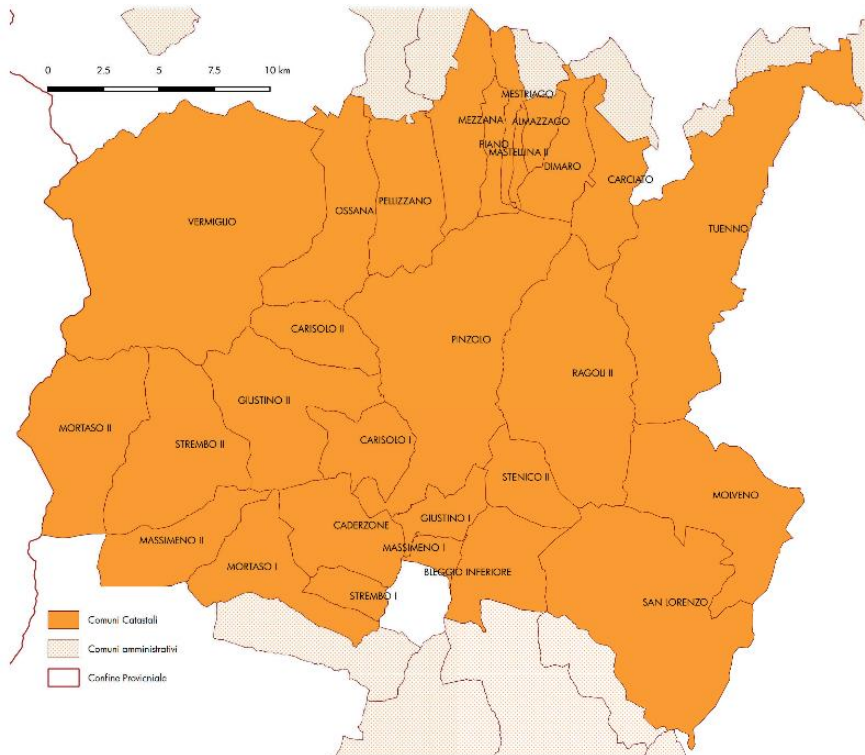 0 2.5 5 7.5 10 km
MESTRIAGO
MEZZANA
ALMAZZAGO
PIANO
MASTELLINA II
DIMARO
CARCIATO
PELLIZZANO
OSSANA
VERMIGLIO
TUENNO
CARISOLO II
PINZOLO
RAGOLI II
GIUSTINO II
MORTASO II
STREMBO II
CARISOLO I
STENICO II
MOLVENO
CADERZONE
GIUSTINO I
MASSIMENO II
MASSIMENO I
MORTASO I
BLEGGIO INFERIORE
STREMBO I
SAN LORENZO
Comuni Catastali
Comuni amministrativi
Confine Provicniale